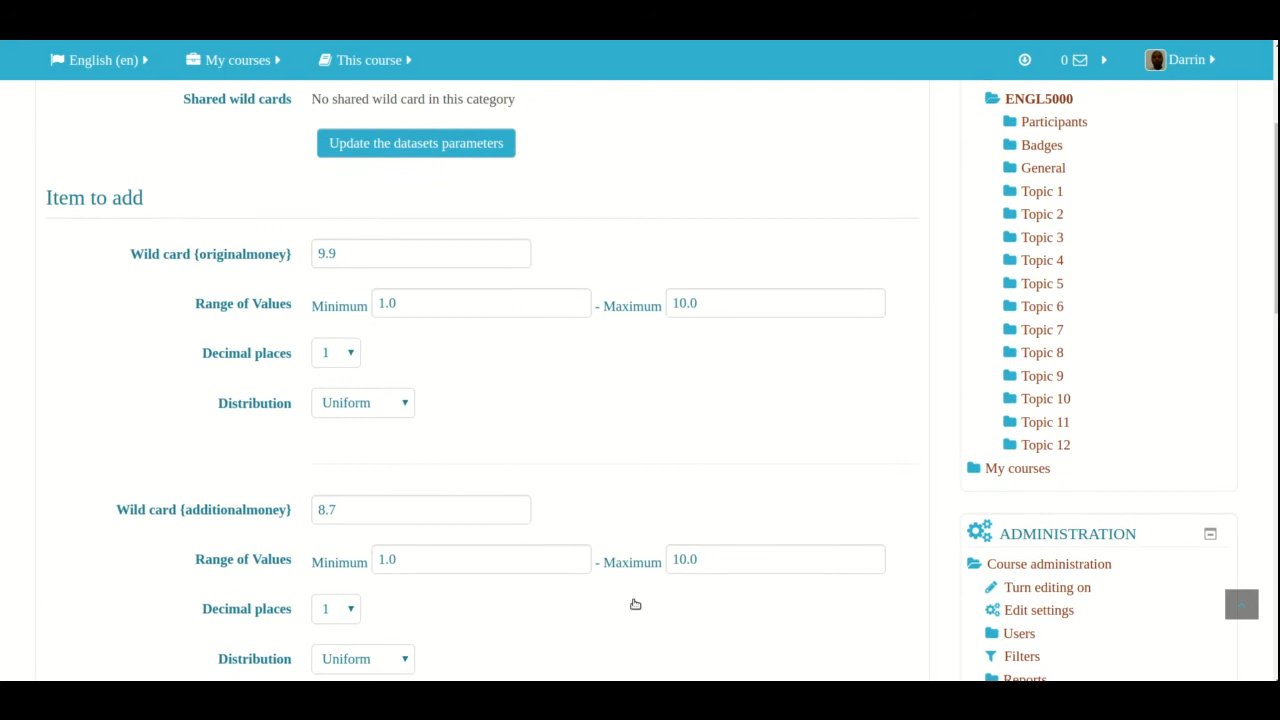 English (en) My courses This course 0 Darrin
Shared wild cards No shared wild card in this category
Update the datasets parameters
Item to add
Wild card {originalmoney} 9.9
Range of Values Minimum 1.0 - Maximum 10.0
Decimal places 1
Distribution Uniform
Wild card {additionalmoney} 8.7
Range of Values Minimum 1.0 - Maximum 10.0
Decimal places 1
Distribution Uniform
ENGL5000
Participants
Badges
General
Topic 1
Topic 2
Topic 3
Topic 4
Topic 5
Topic 6
Topic 7
Topic 8
Topic 9
Topic 10
Topic 11
Topic 12
My courses
ADMINISTRATION
Course administration
Turn editing on
Edit settings
Users
Filters
Reports